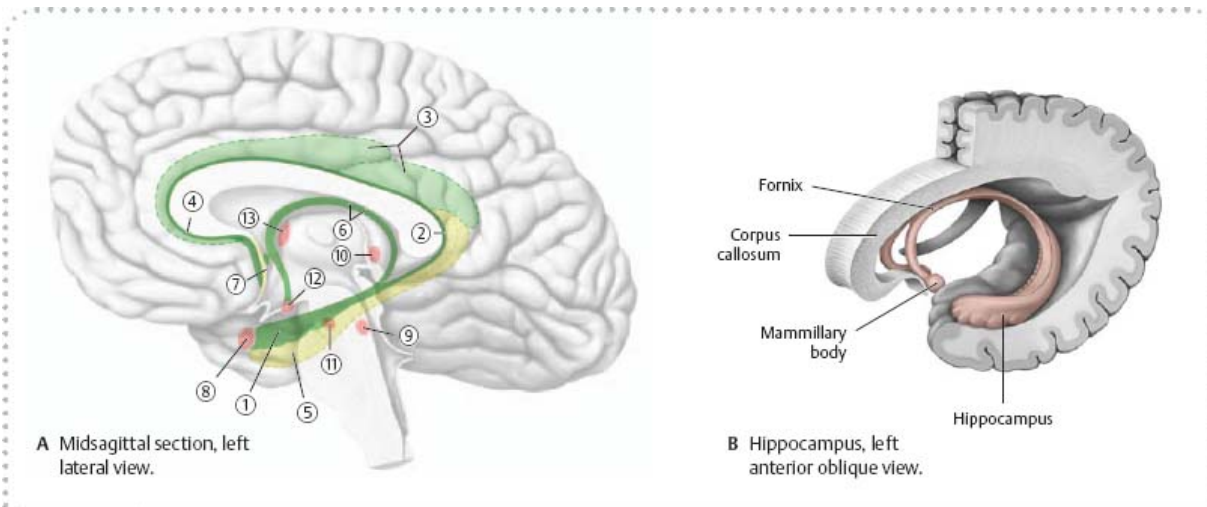 ③
④
⑬
⑥
②
⑩
⑦
⑫
⑨
⑧
⑪
①
⑤
A Midsagittal section, left
lateral view.
Fornix
Corpus
callosum
Mammillary
body
Hippocampus
B Hippocampus, left
anterior oblique view.